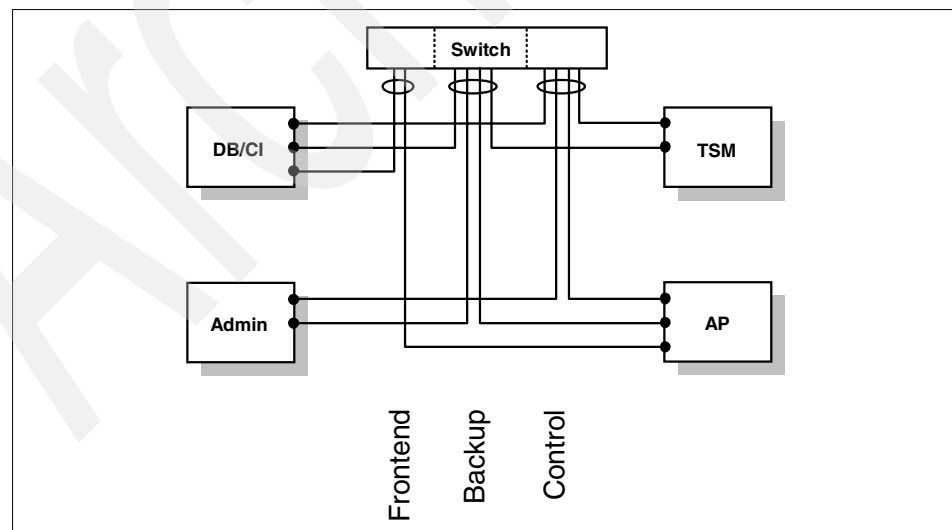 Switch
DB/CI
TSM
Admin
AP
Frontend
Backup
Control